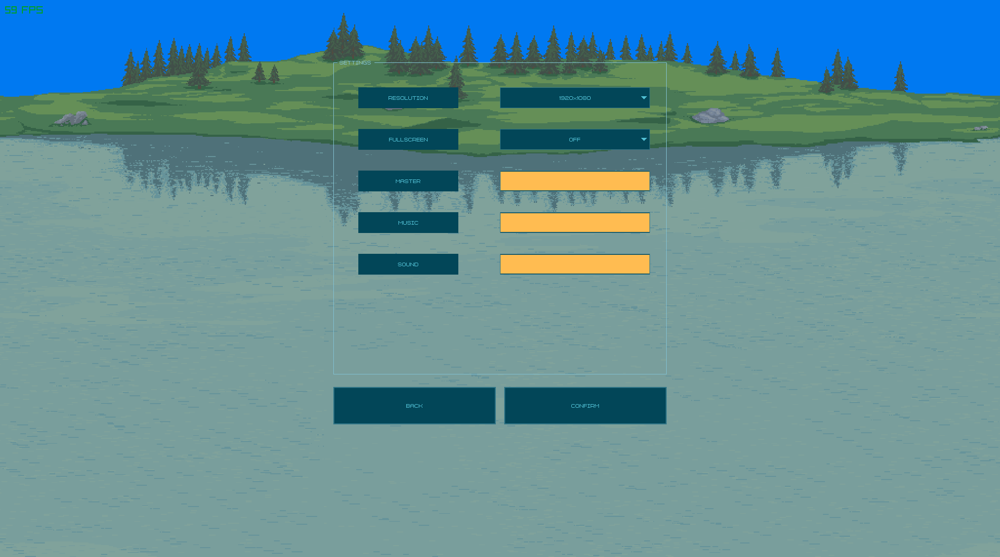 59 FPS
SETTINGS
RESOLUTION
1920x1080
FULLSCREEN
OFF
MASTER
MUSIC
SOUND
BACK
CONFIRM